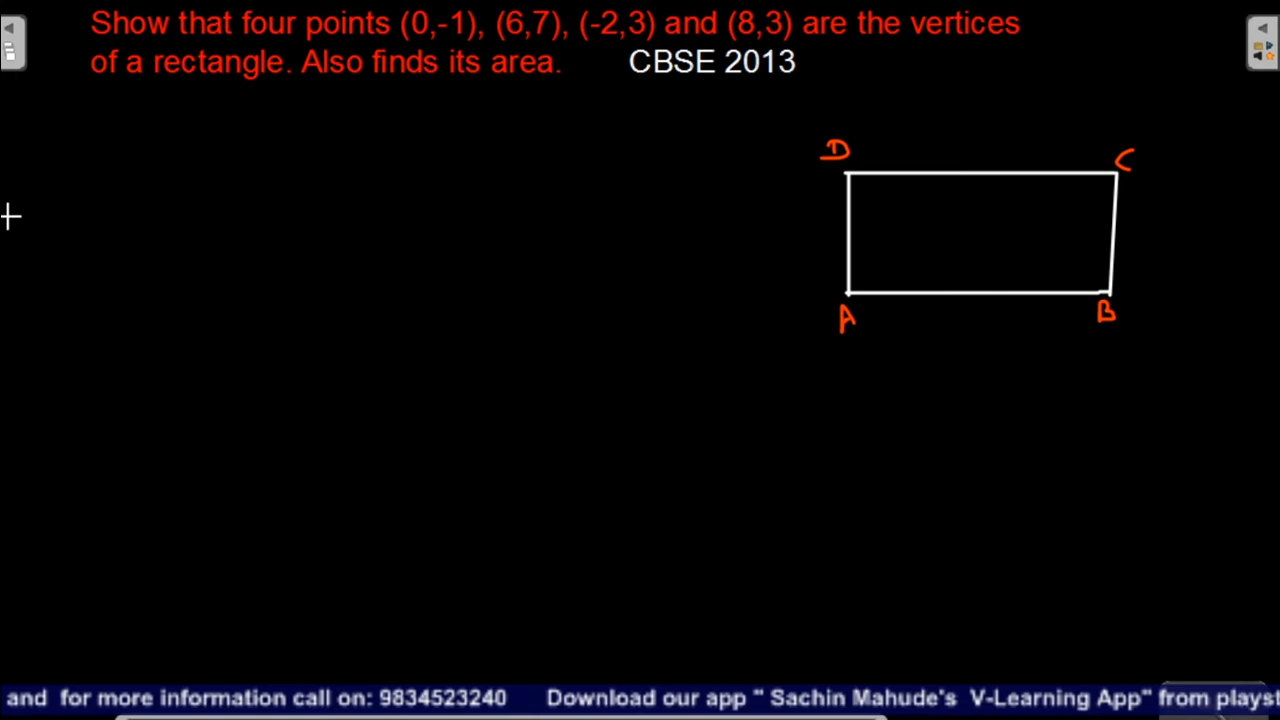 Show that four points (0,-1), (6,7), (-2,3) and (8,3) are the vertices
of a rectangle. Also finds its area. CBSE 2013
D C
A B
and for more information call on: 9834523240 Download our app " Sachin Mahude's V-Learning App" from playst